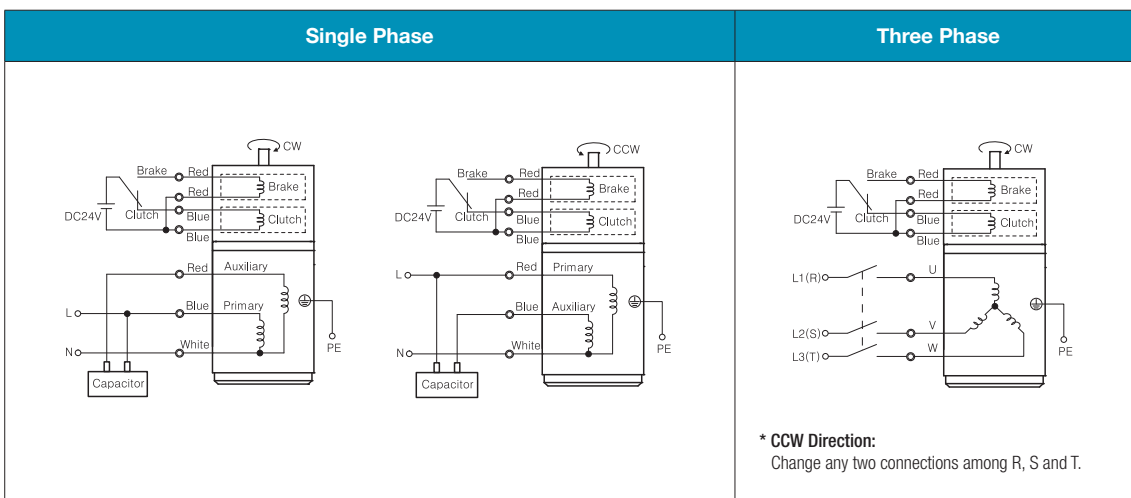 Single Phase
Three Phase
CW
Brake
Red
Red
Brake
DC24V
Clutch
Blue
Clutch
Blue
Red
Auxiliary
L
Blue
Primary
N
White
PE
Capacitor
CCW
Brake
Red
Red
Brake
DC24V
Clutch
Blue
Clutch
Blue
L
Red
Primary
Blue
Auxiliary
N
White
PE
Capacitor
CW
Brake
Red
Red
Brake
DC24V
Clutch
Blue
Clutch
Blue
L1(R)
U
L2(S)
V
L3(T)
W
PE
* CCW Direction:
Change any two connections among R, S and T.